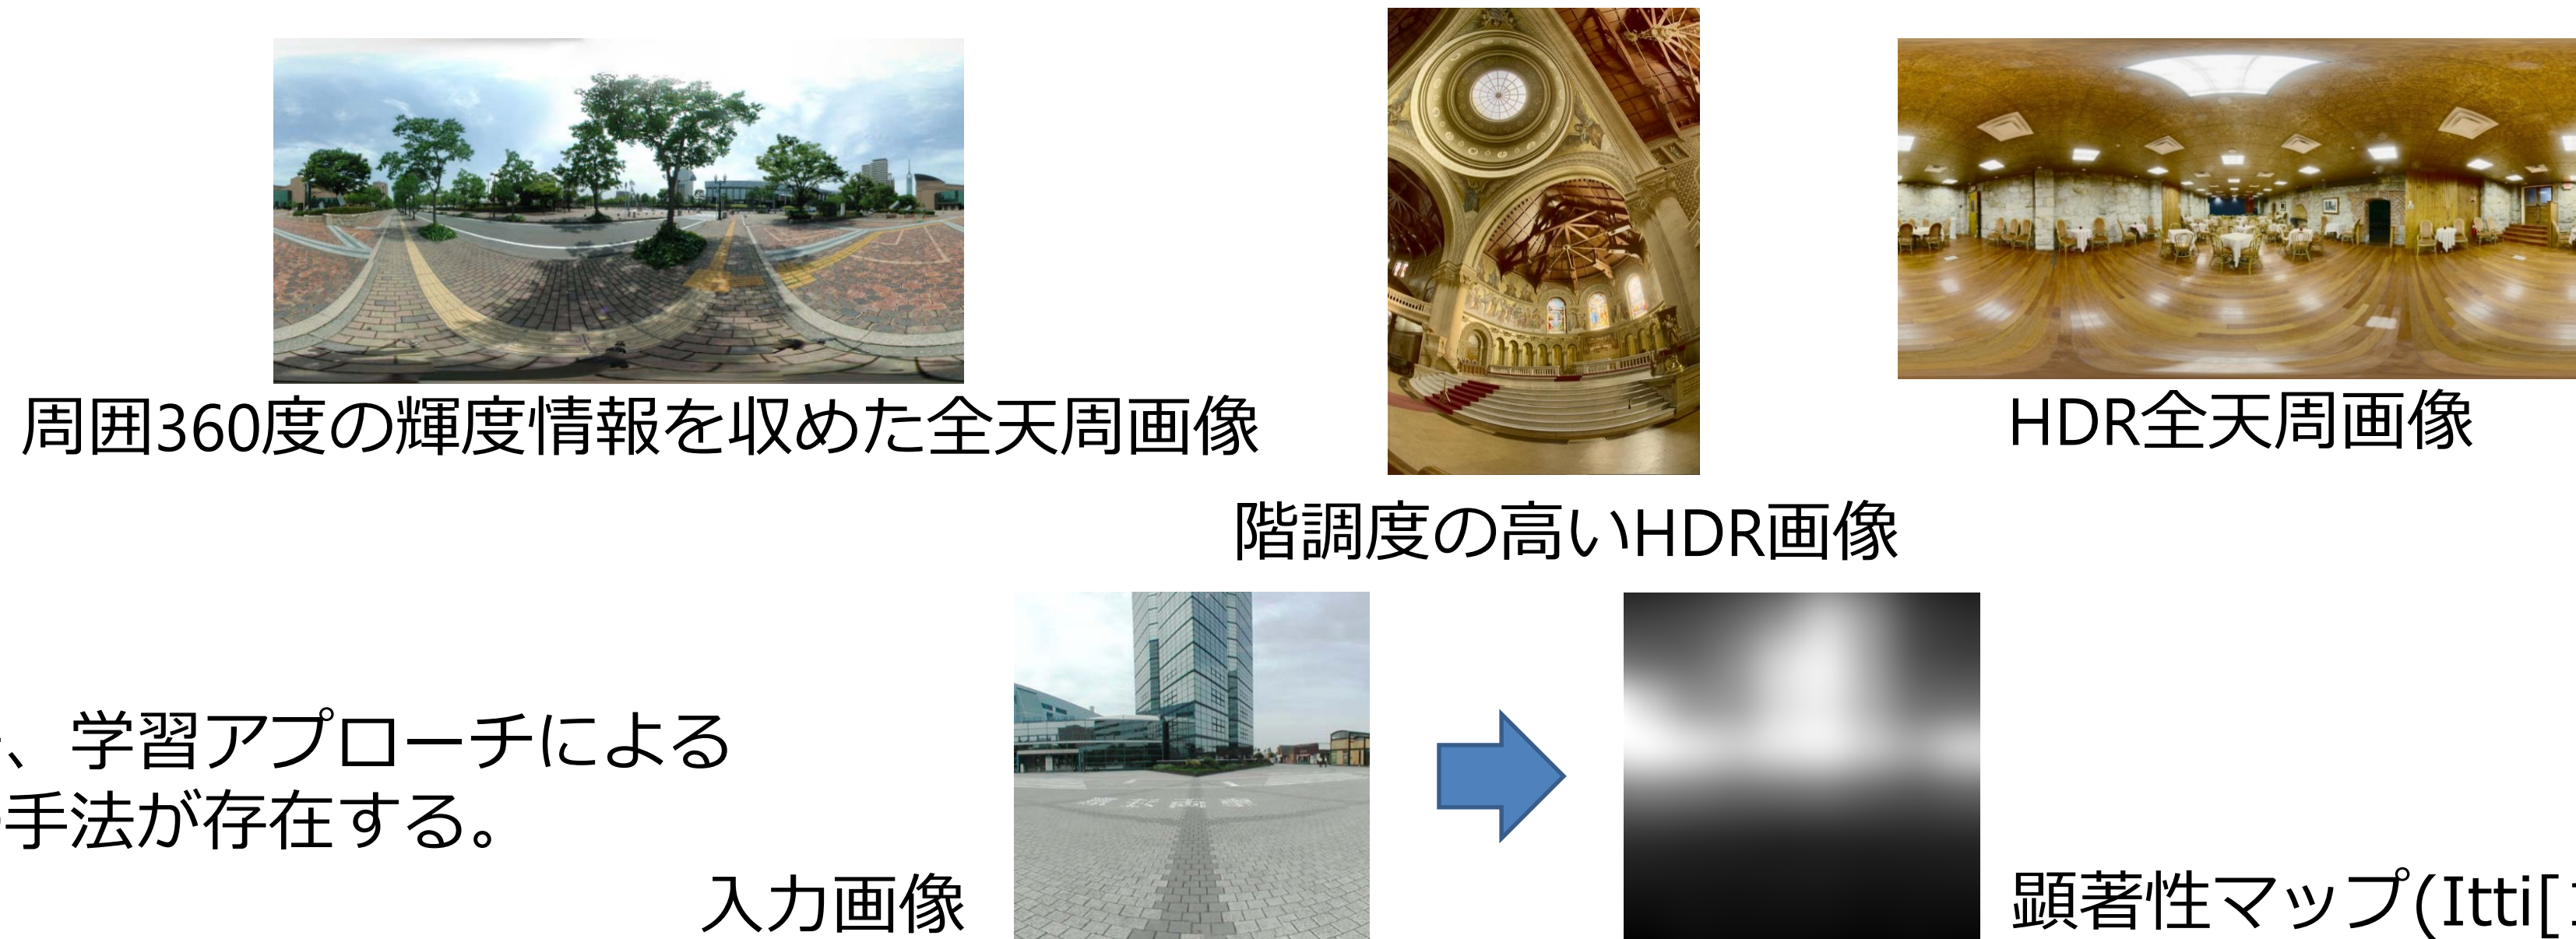 周囲360度の輝度情報を収めた全天周画像
HDR全天周画像
階調度の高いHDR画像
、学習アプローチによる
手法が存在する。
入力画像
顕著性マップ(Itti[